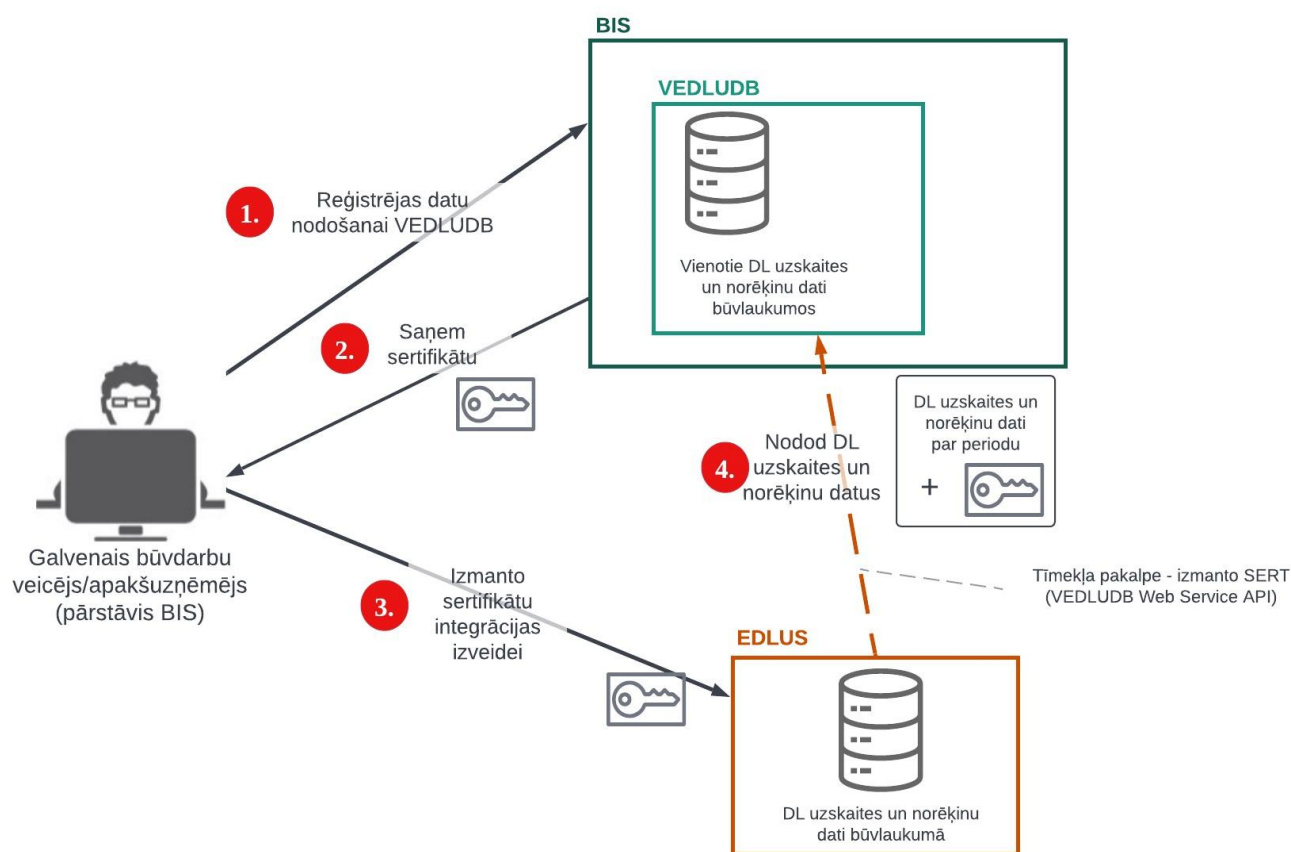 BIS
VEDLUDB
Vienotie DL uzskaites
un norēķinu dati
būvlaukumos
1.
Reģistrējas datu
nodošanai VEDLUDB
2.
Saņem
sertifikātu
Galvenais būvdarbu
veicējs/apakšuzņēmējs
(pārstāvis BIS)
3.
Izmanto
sertifikātu
integrācijas
izveidei
4.
Nodod DL
uzskaites un
norēķinu datus
DL uzskaites un
norēķinu dati
par periodu
+
Tīmekļa pakalpe - izmanto SERT
(VEDLUDB Web Service API)
EDLUS
DL uzskaites un norēķinu
dati būvlaukumā